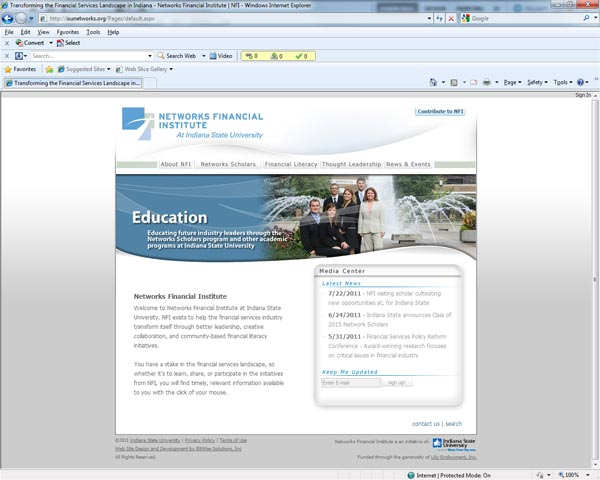 Transforming the Financial Services Landscape in Indiana - Networks Financial Institute | NFI - Windows Internet Explorer
http://isunetworks.org/Pages/default.aspx
Google
File Edit View Favorites Tools Help
Convert Select
Search... Search Web Video 0 0 0
Favorites Suggested Sites Web Slice Gallery
Transforming the Financial Services Landscape in...
Page Safety Tools
Sign In
NETWORKS FINANCIAL
INSTITUTE
At Indiana State University
Contribute to NFI
About NFI Networks Scholars Financial Literacy Thought Leadership News & Events
Education
Educating future industry leaders through the
Networks Scholars program and other academic
programs at Indiana State University
Media Center
Latest News
7/22/2011 - NFI visiting scholar cultivating
new opportunities at, for Indiana State
6/24/2011 - Indiana State announces Class of
2015 Network Scholars
5/31/2011 - Financial Services Policy Reform
Conference - Award-winning research focuses
on critical issues in financial industry
Keep Me Updated
Enter E-mail sign up!
Networks Financial Institute
Welcome to Networks Financial Institute at Indiana State
University. NFI exists to help the financial services industry
transform itself through better leadership, creative
collaboration, and community-based financial literacy
initiatives.
You have a stake in the financial services landscape, so
whether it's to learn, share, or participate in the initiatives
from NFI, you will find timely, relevant information available
to you with the click of your mouse.
contact us | search
©2011 Indiana State University | Privacy Policy | Terms of Use
Web Site Design and Development by BitWise Solutions, Inc
All Rights Reserved.
Networks Financial Institute is an initiative of:
Indiana State
University
Funded through the generosity of Lilly Endowment, Inc.
Internet | Protected Mode: On
100%